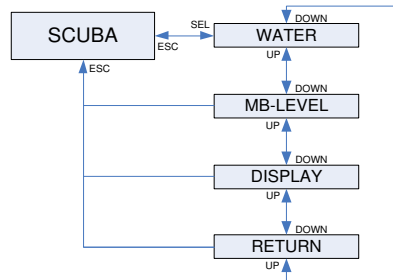 SEL
DOWN
SCUBA
WATER
ESC
UP
ESC
DOWN
MB-LEVEL
UP
DOWN
DISPLAY
UP
DOWN
RETURN
UP